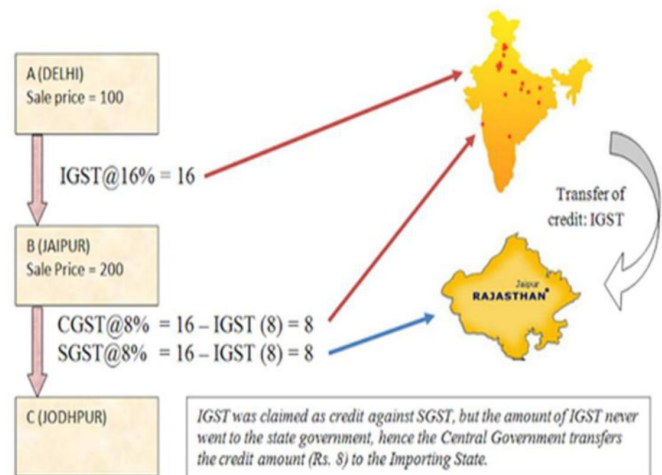 A (DELHI)
Sale price = 100
IGST@16% = 16
Transfer of
credit: IGST
B (JAIPUR)
Sale Price = 200
Jaipur
RAJASTHAN
CGST@8% = 16 – IGST (8) = 8
SGST@8% = 16 – IGST (8) = 8
C (JODHPUR)
IGST was claimed as credit against SGST, but the amount of IGST never
went to the state government, hence the Central Government transfers
the credit amount (Rs. 8) to the Importing State.